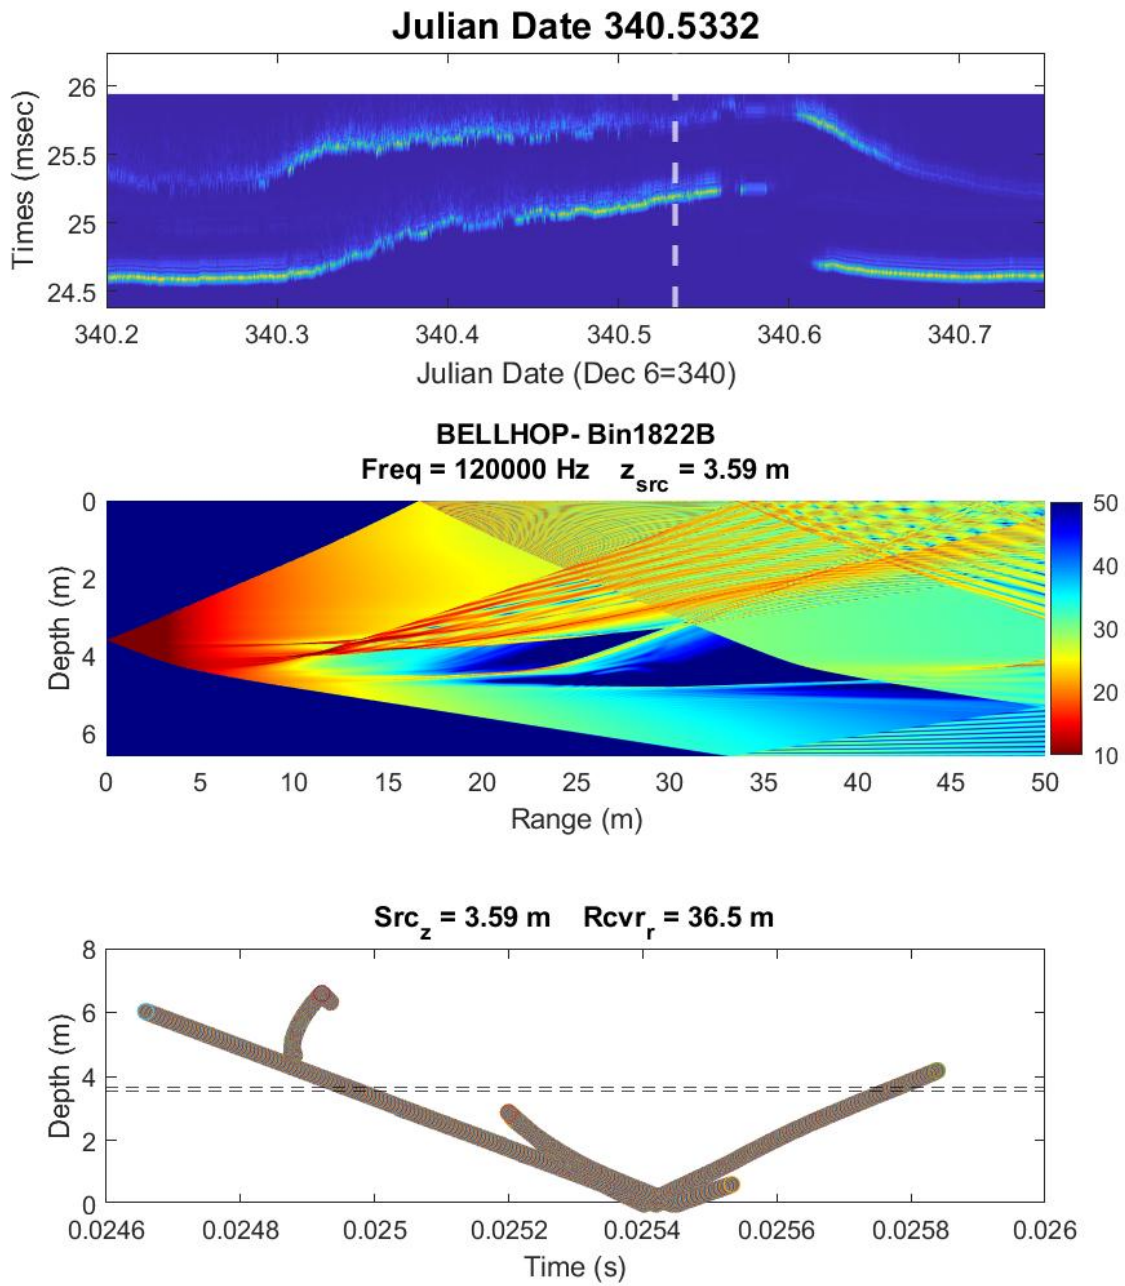 Julian Date 340.5332
Times (msec)
26
25.5
25
24.5
340.2 340.3 340.4 340.5 340.6 340.7
Julian Date (Dec 6=340)
BELLHOP- Bin1822B
Freq = 120000 Hz z_src = 3.59 m
Depth (m)
0
2
4
6
50
40
30
20
10
0 5 10 15 20 25 30 35 40 45 50
Range (m)
Src_z = 3.59 m Rcvr_r = 36.5 m
Depth (m)
8
6
4
2
0
0.0246 0.0248 0.025 0.0252 0.0254 0.0256 0.0258 0.026
Time (s)